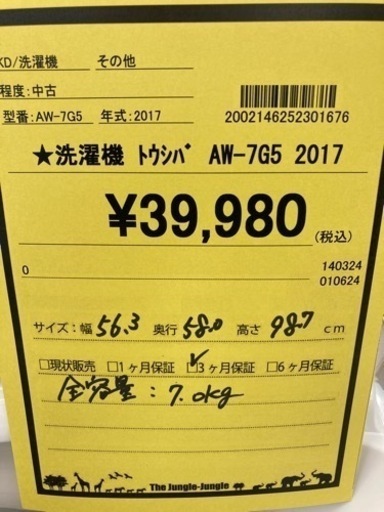 KD/洗濯機 その他
程度:中古
型番:AW-7G5 年式:2017
2002146252301676
★洗濯機 ﾄｳｼﾊﾞ AW-7G5 2017
¥39,980
(税込)
0
140324
010624
サイズ:幅 56.3 奥行 58.0 高さ 98.7 cm
□現状販売 □1ヶ月保証 ☑3ヶ月保証 □6ヶ月保証
全容量:7.0kg
The Jungle-Jungle